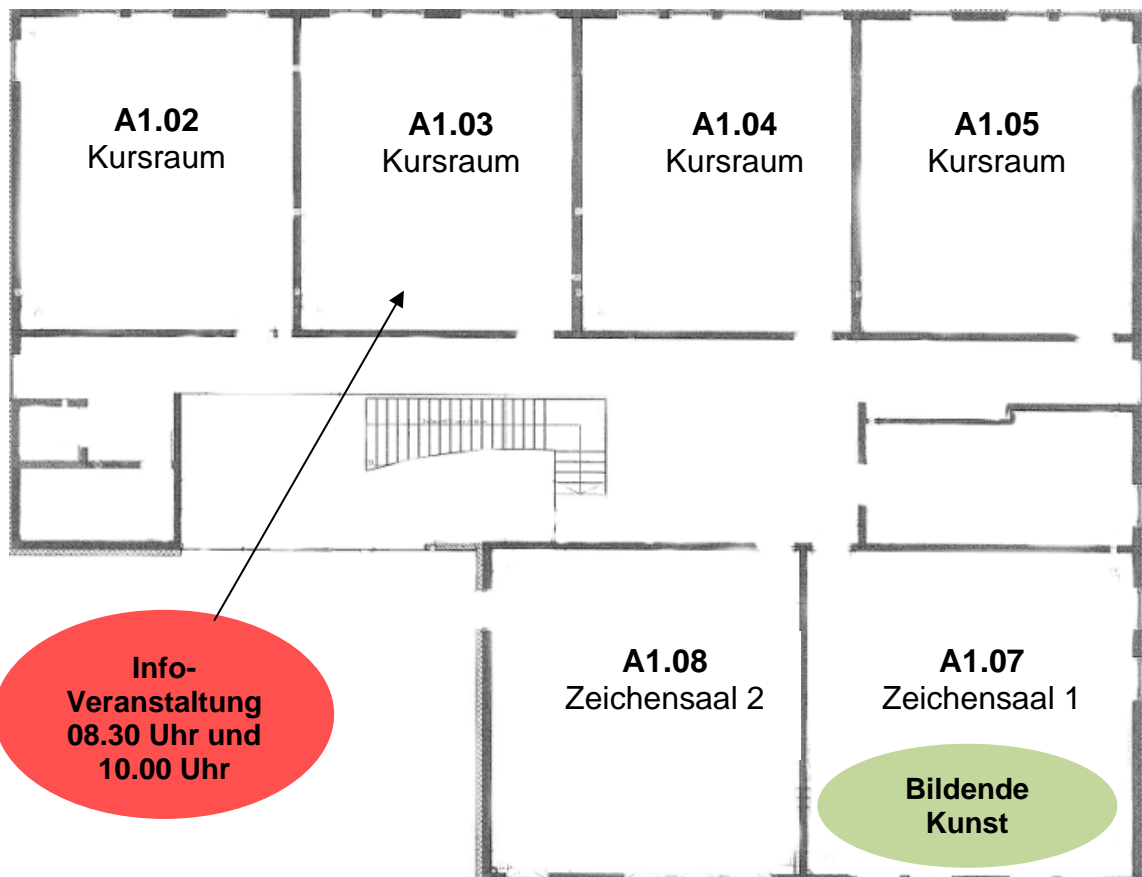 A1.02
Kursraum
A1.03
Kursraum
A1.04
Kursraum
A1.05
Kursraum
Info-
Veranstaltung
08.30 Uhr und
10.00 Uhr
A1.08
Zeichensaal 2
A1.07
Zeichensaal 1
Bildende
Kunst